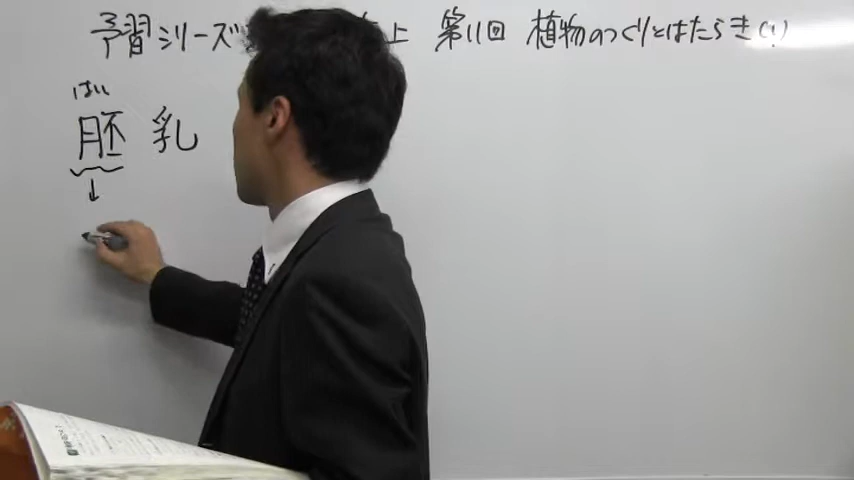 予習シリーズ 上 第11回 植物のつくりとはたらき(1)
はい
胚乳
↓